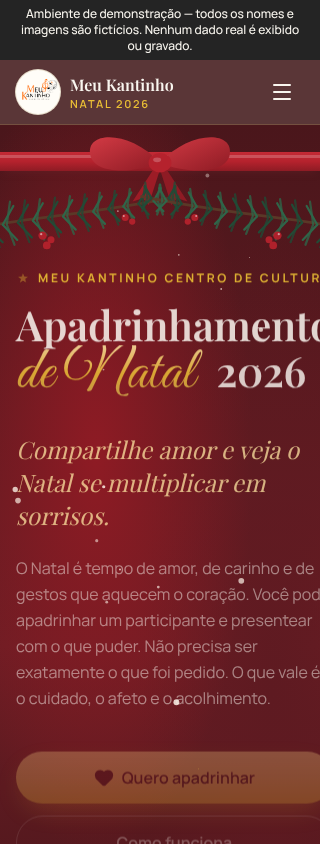 Ambiente de demonstração — todos os nomes e
imagens são fictícios. Nenhum dado real é exibido
ou gravado.
Meu Kantinho
NATAL 2026
MEU KANTINHO CENTRO DE CULTUR
Apadrinhamento
de Natal 2026
Compartilhe amor e veja o
Natal se multiplicar em
sorrisos.
O Natal é tempo de amor, de carinho e de
gestos que aquecem o coração. Você pod
apadrinhar um participante e presentear
com o que puder. Não precisa ser
exatamente o que foi pedido. O que vale é
o cuidado, o afeto e o acolhimento.
Quero apadrinhar
Como funciona